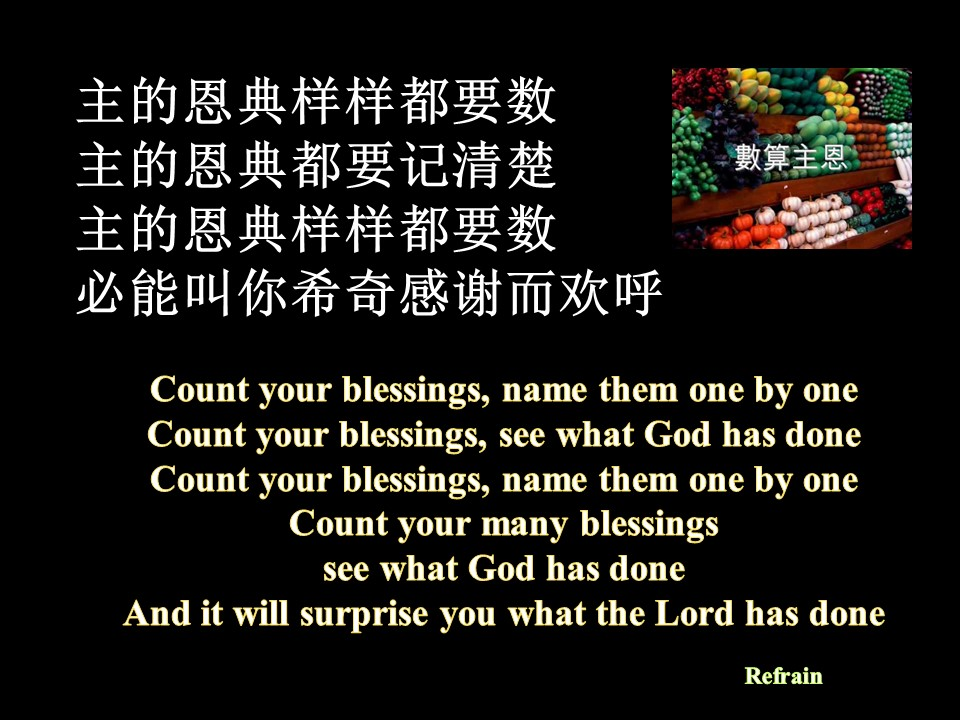 主的恩典样样都要数
主的恩典都要记清楚
主的恩典样样都要数
必能叫你希奇感谢而欢呼
數算主恩
Count your blessings, name them one by one
Count your blessings, see what God has done
Count your blessings, name them one by one
Count your many blessings
see what God has done
And it will surprise you what the Lord has done
Refrain